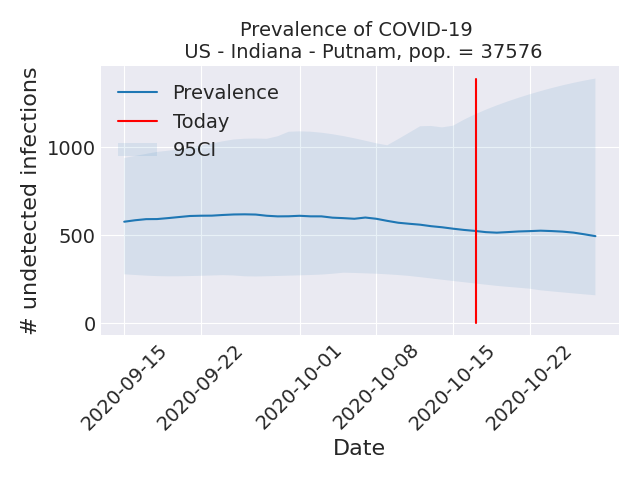 Prevalence of COVID-19
US - Indiana - Putnam, pop. = 37576
# undetected infections
1000
500
0
Prevalence
Today
95CI
2020-09-15
2020-09-22
2020-10-01
2020-10-08
2020-10-15
2020-10-22
Date